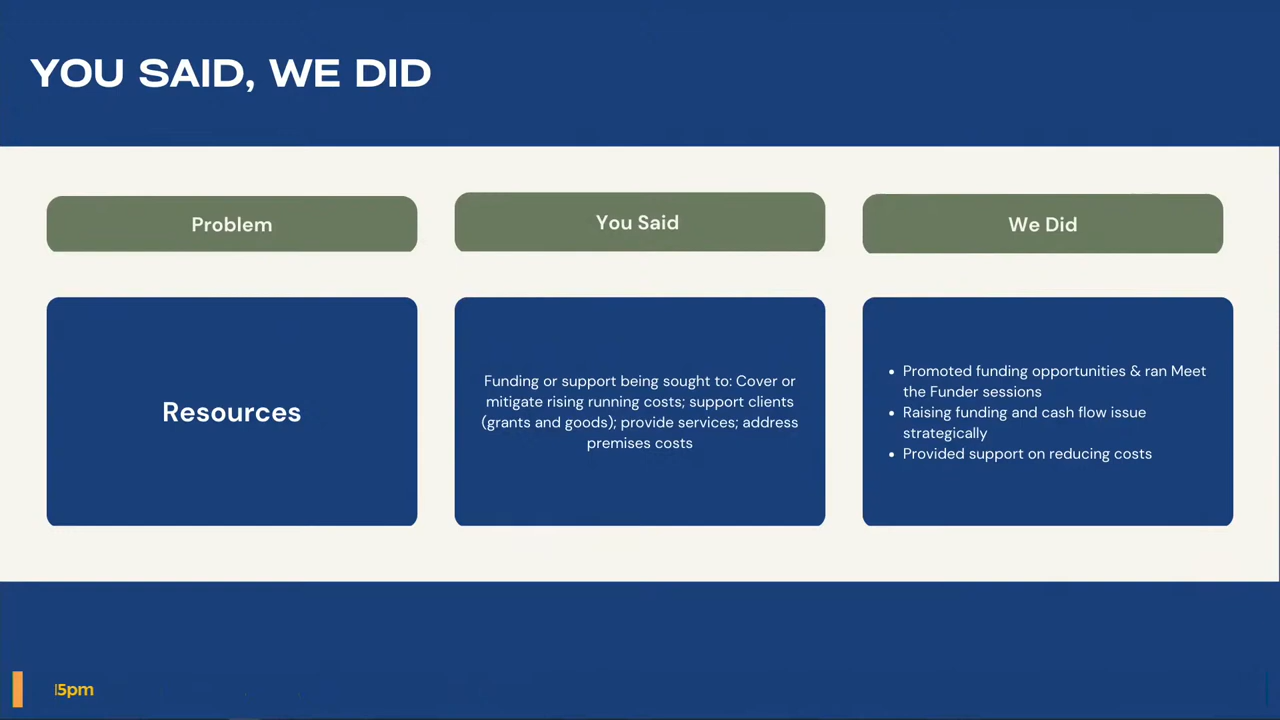 YOU SAID, WE DID
Problem
You Said
We Did
Resources
Funding or support being sought to: Cover or
mitigate rising running costs; support clients
(grants and goods); provide services; address
premises costs
• Promoted funding opportunities & ran Meet
the Funder sessions
• Raising funding and cash flow issue
strategically
• Provided support on reducing costs
5pm